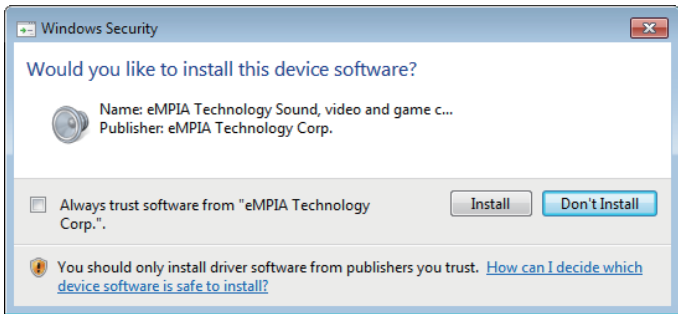 Windows Security
Would you like to install this device software?
Name: eMPIA Technology Sound, video and game c...
Publisher: eMPIA Technology Corp.
Always trust software from "eMPIA Technology
Corp.".
Install
Don't Install
You should only install driver software from publishers you trust. How can I decide which
device software is safe to install?